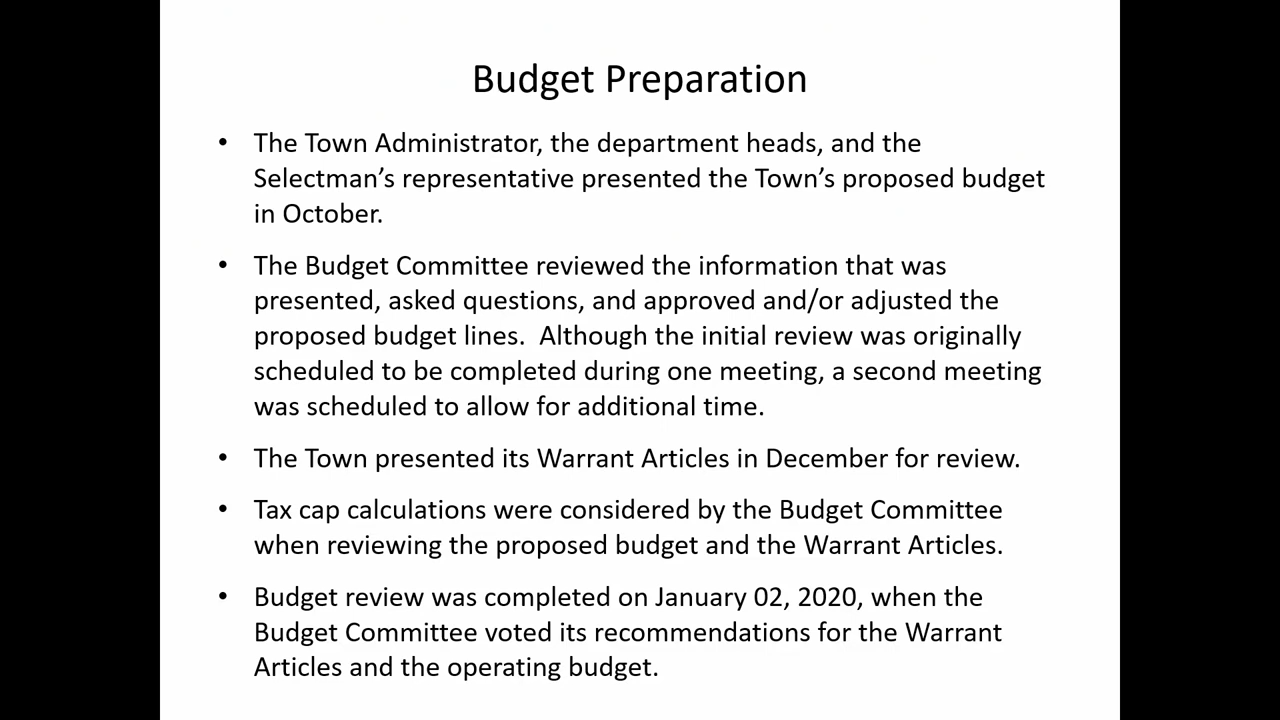 Budget Preparation
• The Town Administrator, the department heads, and the
Selectman’s representative presented the Town’s proposed budget
in October.
• The Budget Committee reviewed the information that was
presented, asked questions, and approved and/or adjusted the
proposed budget lines.  Although the initial review was originally
scheduled to be completed during one meeting, a second meeting
was scheduled to allow for additional time.
• The Town presented its Warrant Articles in December for review.
• Tax cap calculations were considered by the Budget Committee
when reviewing the proposed budget and the Warrant Articles.
• Budget review was completed on January 02, 2020, when the
Budget Committee voted its recommendations for the Warrant
Articles and the operating budget.